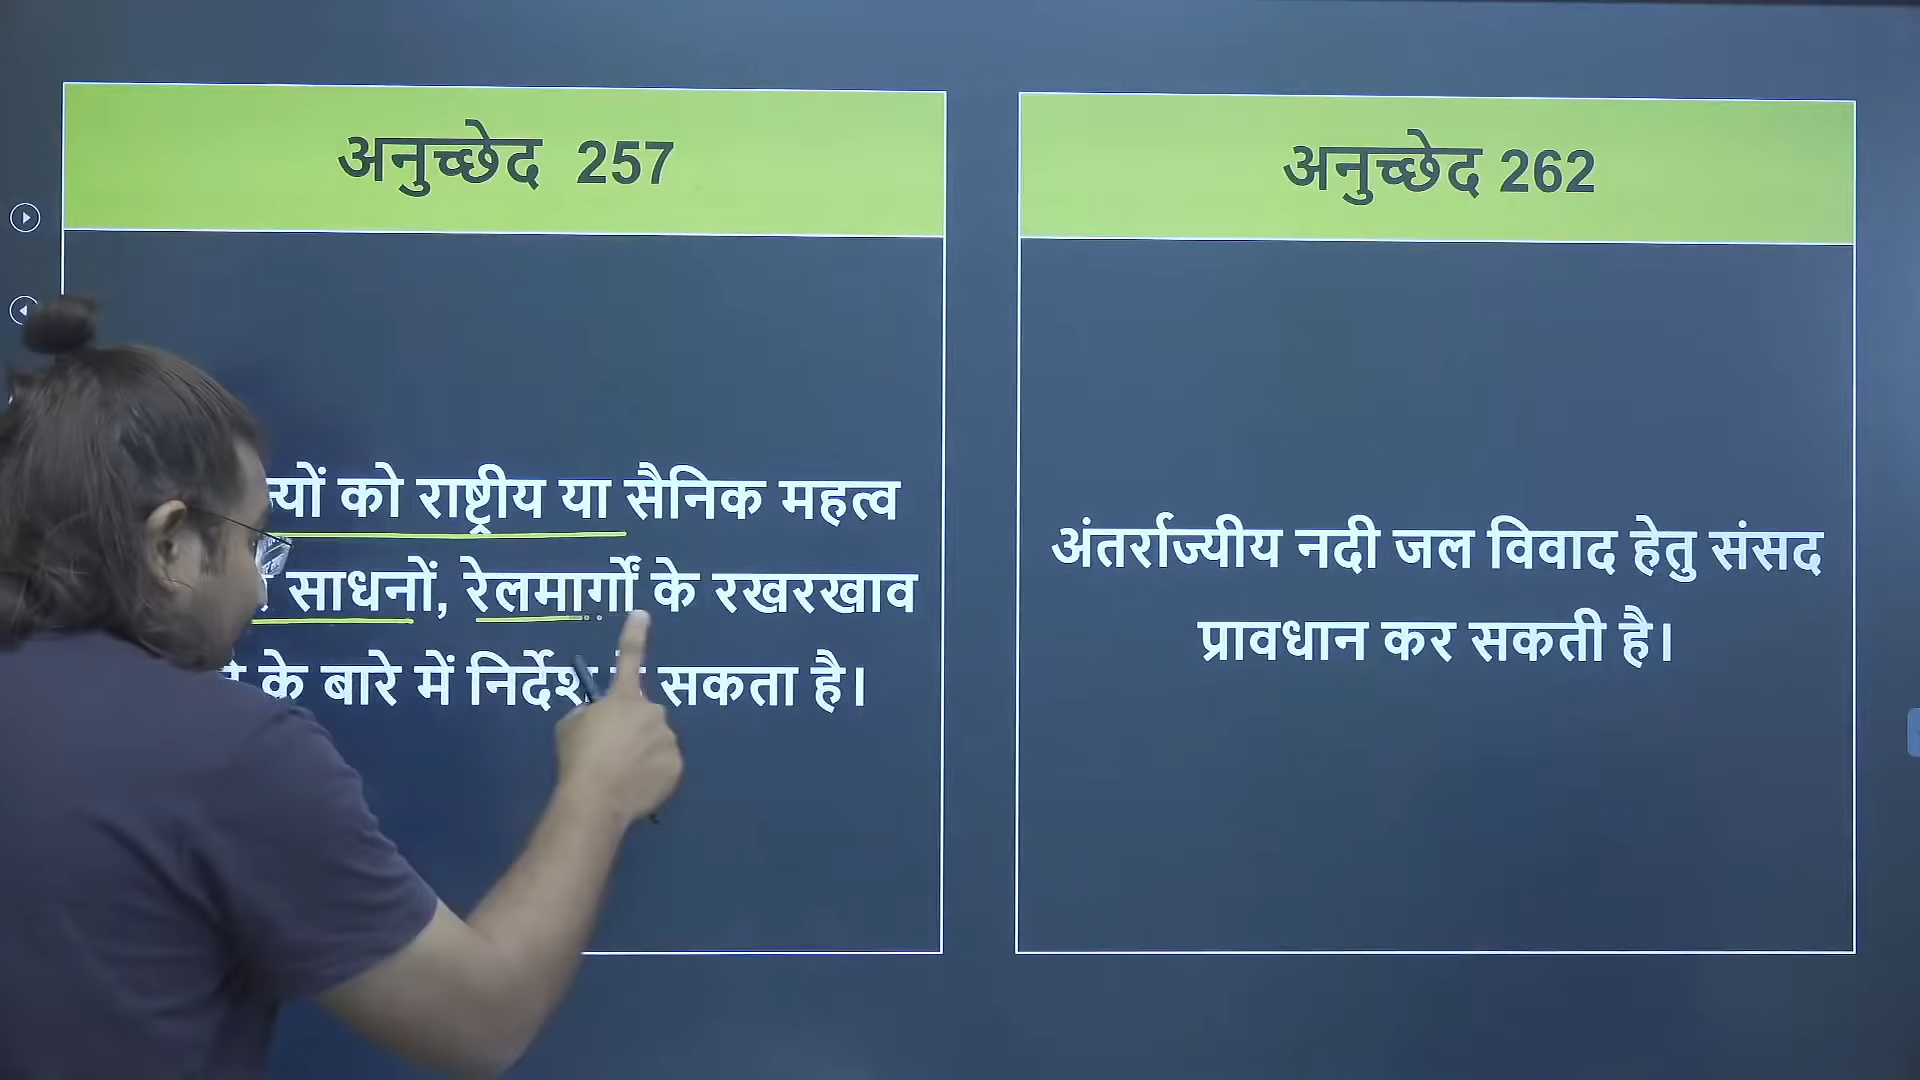 अनुच्छेद 257
को राष्ट्रीय या सैनिक महत्व
साधनों, रेलमार्गों के रखरखाव
के बारे में निर्देश सकता है।
अनुच्छेद 262
अंतर्राज्यीय नदी जल विवाद हेतु संसद
प्रावधान कर सकती है।